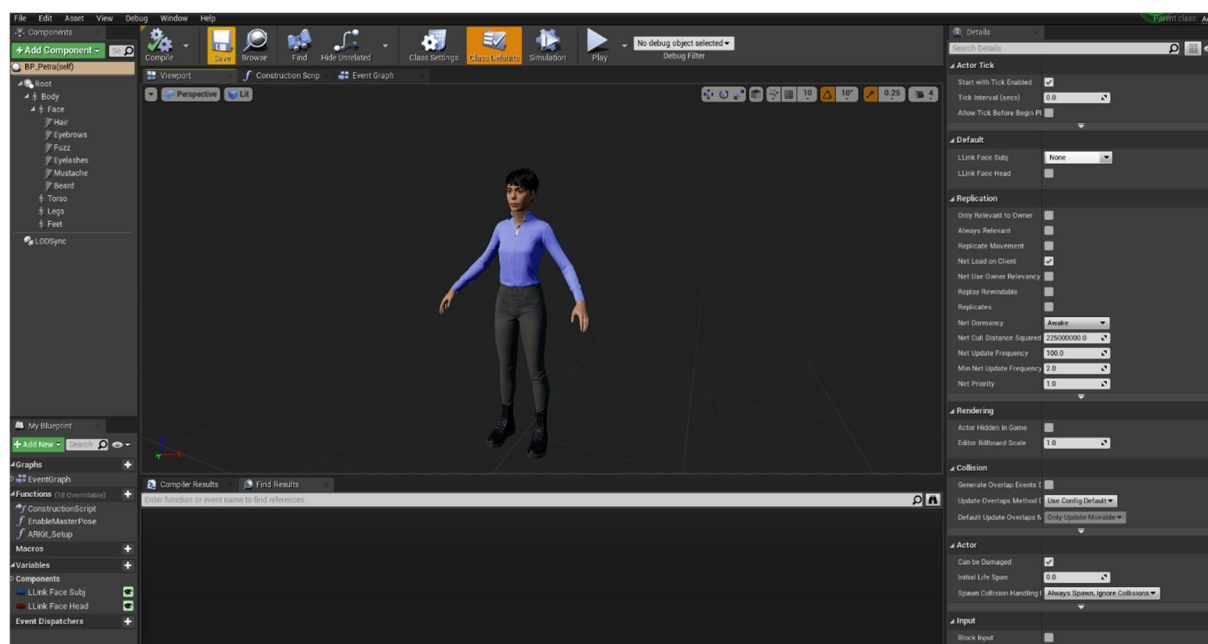 File Edit Asset View Debug Window Help
Parent class:
Components
+ Add Component
BP_Petra(self)
Root
Body
Face
Hair
Eyebrows
Fuzz
Eyelashes
Mustache
Beard
Torso
Legs
Feet
LODSync
Compile
Save
Browse
Find
Hide Unrelated
Class Settings
Class Defaults
Simulation
Play
No debug object selected
Debug Filter
Viewport
Construction Scrip
Event Graph
Perspective
Lit
10
10°
0.25
4
X
My Blueprint
+ Add New
Search
Graphs
EventGraph
Functions (18 Overridable)
ConstructionScript
EnableMasterPose
ARKit_Setup
Macros
Variables
Components
LLink Face Subj
LLink Face Head
Event Dispatchers
Compiler Results
Find Results
Enter function or event name to find references...
Details
Search Details
Actor Tick
Start with Tick Enabled
Tick Interval (secs) 0.0
Allow Tick Before Begin Pl
Default
LLink Face Subj None
LLink Face Head
Replication
Only Relevant to Owner
Always Relevant
Replicate Movement
Net Load on Client
Net Use Owner Relevancy
Replay Rewindable
Replicates
Net Dormancy Awake
Net Cull Distance Squared 225000000.0
Net Update Frequency 100.0
Min Net Update Frequency 2.0
Net Priority 1.0
Rendering
Actor Hidden In Game
Editor Billboard Scale 1.0
Collision
Generate Overlap Events D
Update Overlaps Method D Use Config Default
Default Update Overlaps M Only Update Movable
Actor
Can be Damaged
Initial Life Span 0.0
Spawn Collision Handling Always Spawn, Ignore Collisions
Input
Block Input